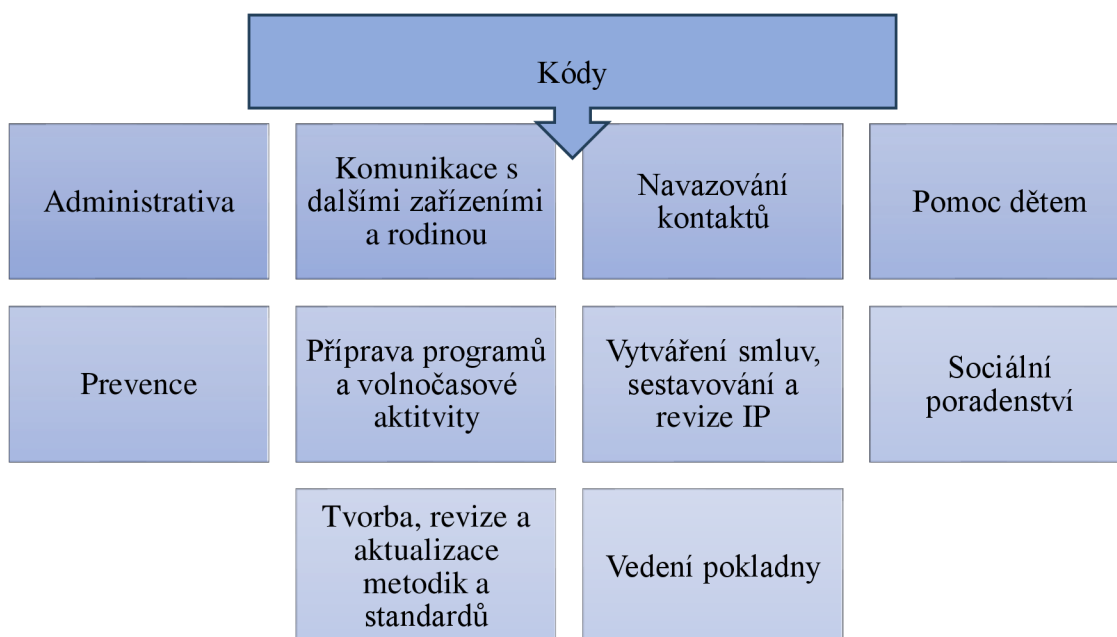 Kódy
Administrativa
Komunikace s
dalšími zařízeními
a rodinou
Navazování
kontaktů
Pomoc dětem
Prevence
Příprava programů
a volnočasové
aktitvity
Vytváření smluv,
sestavování a
revize IP
Sociální
poradenství
Tvorba, revize a
aktualizace
metodik a
standardů
Vedení pokladny